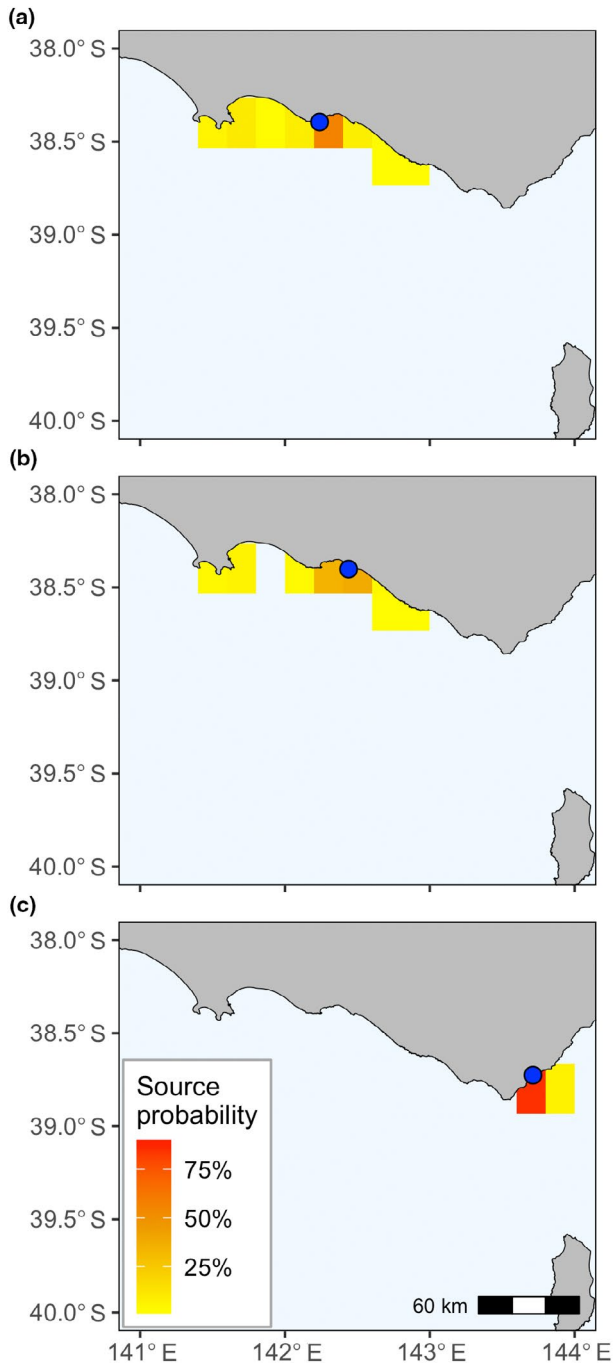 (a)
38.0° S
38.5° S
39.0° S
39.5° S
40.0° S
(b)
38.0° S
38.5° S
39.0° S
39.5° S
40.0° S
(c)
38.0° S
38.5° S
39.0° S
39.5° S
40.0° S
Source
probability
75%
50%
25%
60 km
141° E
142° E
143° E
144° E